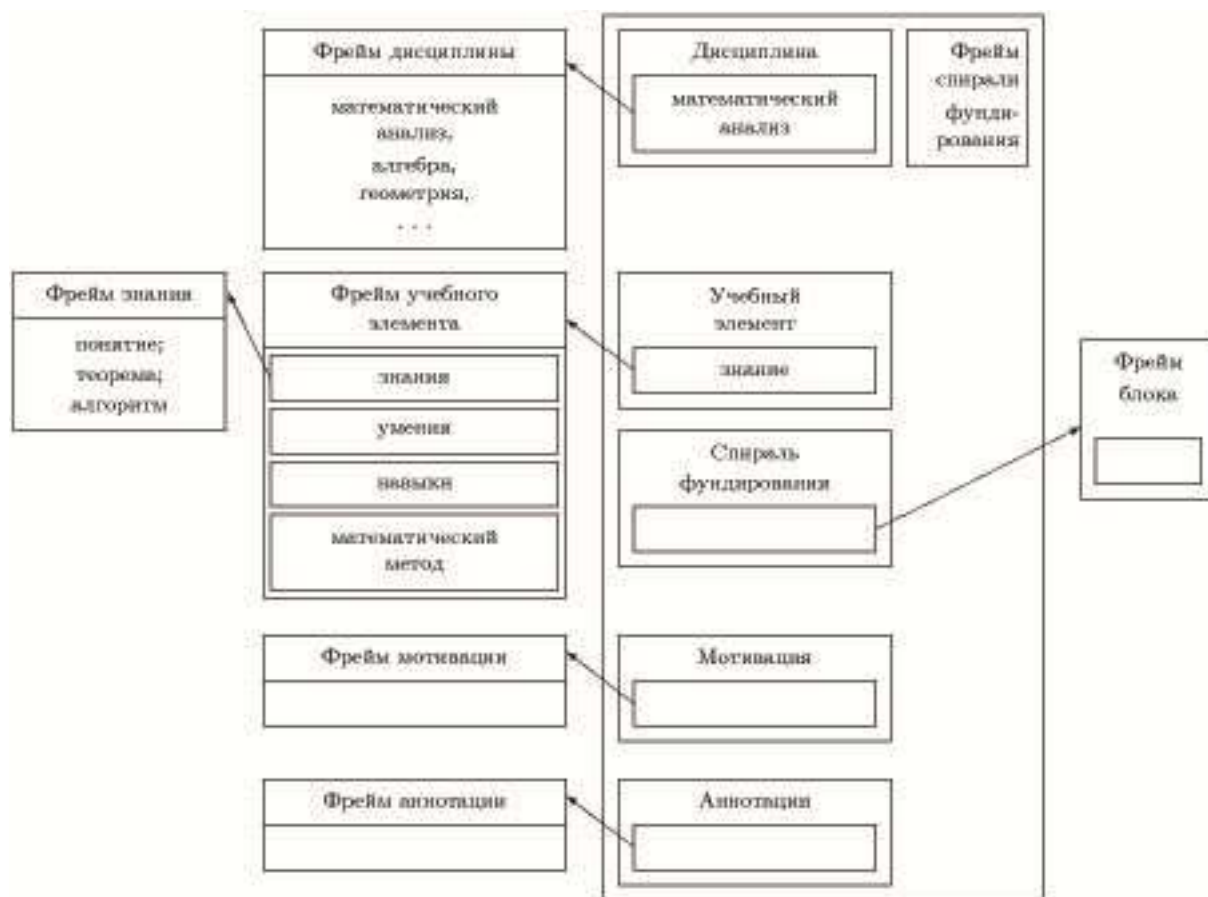 Фрейм дисциплины
математический
анализ,
алгебра,
геометрия,
. . .
Дисциплина
математический
анализ
Фрейм
спирали
фунди-
рования
Фрейм знания
понятие;
теорема;
алгоритм
Фрейм учебного
элемента
знания
умения
навыки
математический
метод
Учебный
элемент
знание
Спираль
фундирования
Фрейм
блока
Фрейм мотивации
Мотивация
Фрейм аннотации
Аннотация